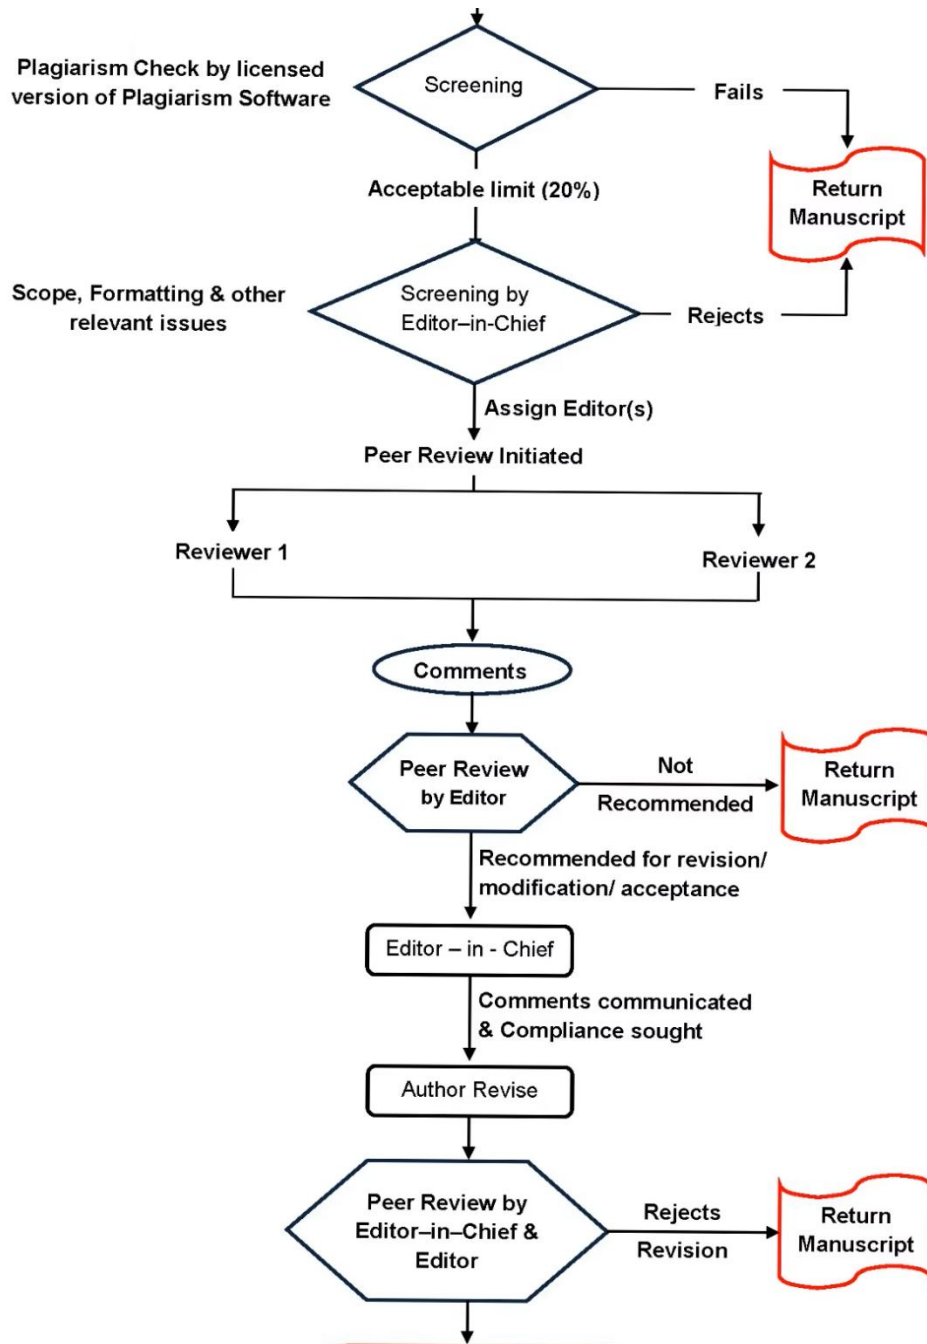 Plagiarism Check by licensed
version of Plagiarism Software
Screening
Fails
Return
Manuscript
Acceptable limit (20%)
Scope, Formatting & other
relevant issues
Screening by
Editor–in-Chief
Rejects
Assign Editor(s)
Peer Review Initiated
Reviewer 1
Reviewer 2
Comments
Peer Review
by Editor
Not
Recommended
Return
Manuscript
Recommended for revision/
modification/ acceptance
Editor – in - Chief
Comments communicated
& Compliance sought
Author Revise
Peer Review by
Editor–in–Chief &
Editor
Rejects
Revision
Return
Manuscript